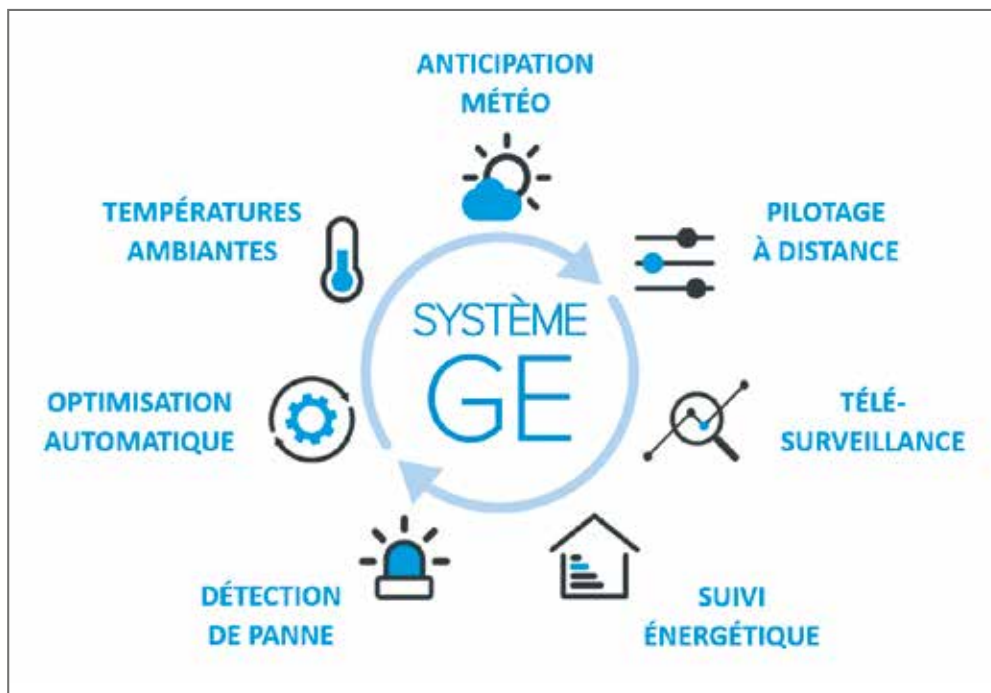 ANTICIPATION
MÉTÉO
TEMPÉRATURES
AMBIANTES
PILOTAGE
À DISTANCE
SYSTÈME
GE
OPTIMISATION
AUTOMATIQUE
TÉLÉ-
SURVEILLANCE
DÉTECTION
DE PANNE
SUIVI
ÉNERGÉTIQUE